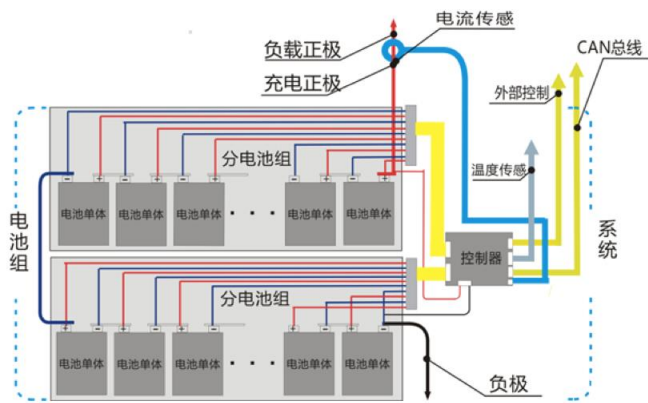 电流传感
负载正极
充电正极
CAN总线
外部控制
温度传感
分电池组
- + - + - - + - +
电池单体 电池单体 电池单体 · · · 电池单体 电池单体
电池组
控制器
系统
分电池组
+ - + - + + - + -
电池单体 电池单体 电池单体 · · · 电池单体 电池单体
负极